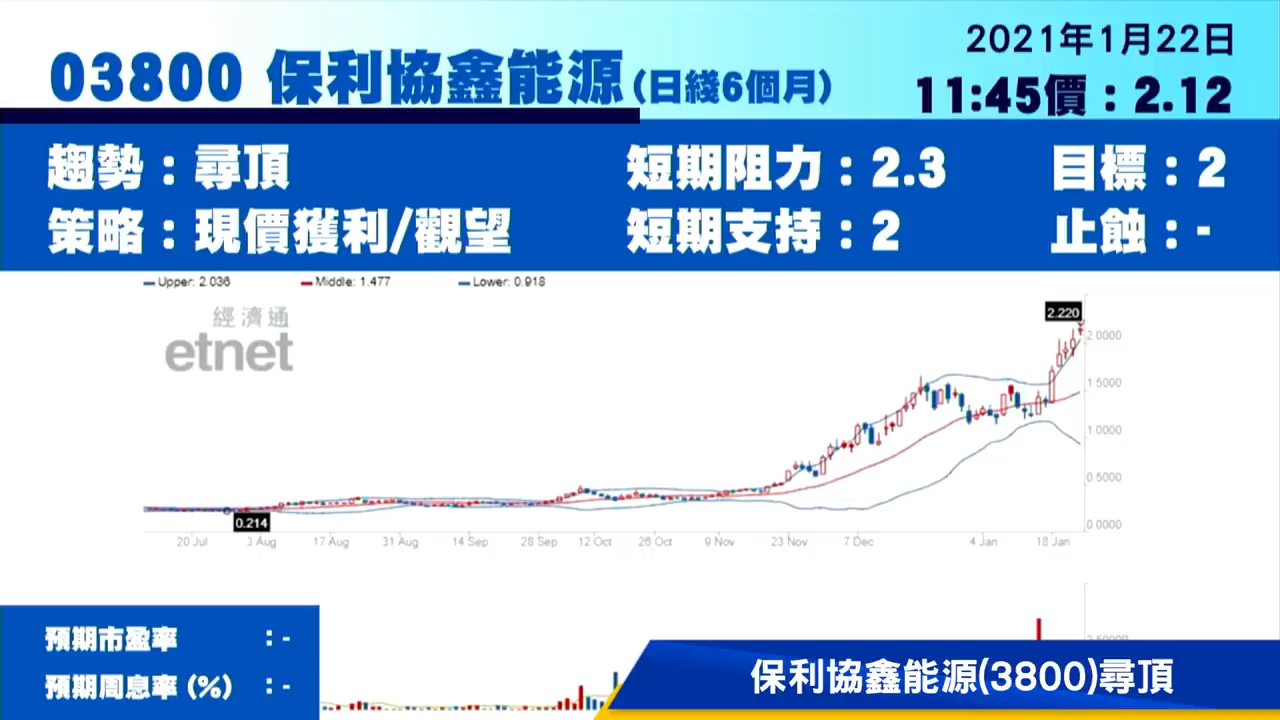 03800 保利協鑫能源(日綫6個月)
2021年1月22日
11:45價：2.12
趨勢：尋頂
短期阻力：2.3
目標：2
策略：現價獲利/觀望
短期支持：2
止蝕：-
Upper: 2.036 Middle: 1.477 Lower: 0.918
經濟通
etnet
2.220
2.0000
1.5000
1.0000
0.5000
0.214
0.0000
20 Jul 3 Aug 17 Aug 31 Aug 14 Sep 28 Sep 12 Oct 26 Oct 9 Nov 23 Nov 7 Dec 4 Jan 18 Jan
預期市盈率：-
預期周息率 (%)：-
保利協鑫能源(3800)尋頂